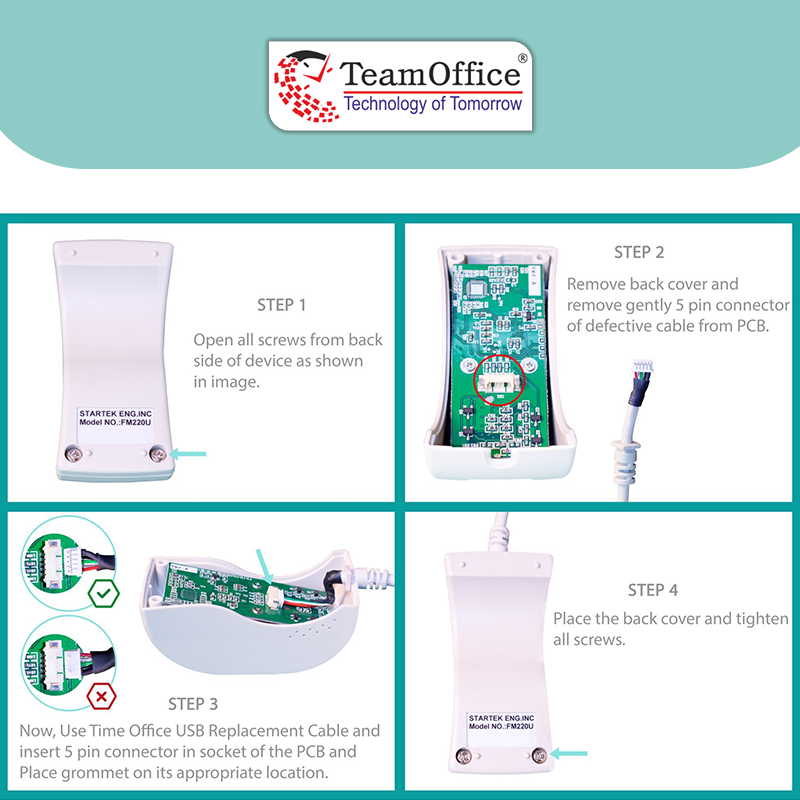 TeamOffice®
Technology of Tomorrow
STEP 1
Open all screws from back
side of device as shown
in image.
STARTEK ENG.INC
Model NO.:FM220U
STEP 2
Remove back cover and
remove gently 5 pin connector
of defective cable from PCB.
STEP 3
Now, Use Time Office USB Replacement Cable and
insert 5 pin connector in socket of the PCB and
Place grommet on its appropriate location.
STEP 4
Place the back cover and tighten
all screws.
STARTEK ENG.INC
Model NO.:FM220U